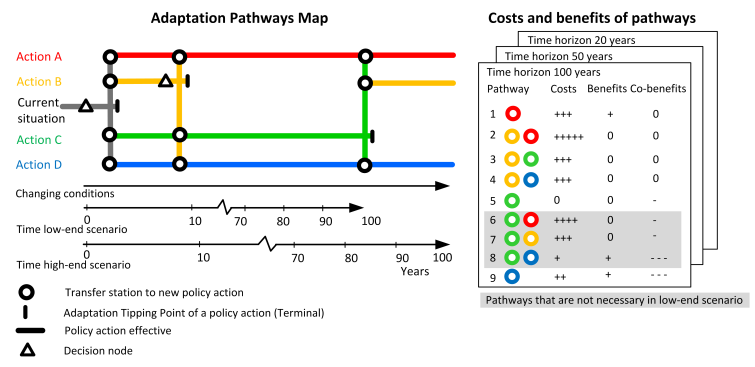 Adaptation Pathways Map
Action A
Action B
Current
situation
Action C
Action D
Changing conditions
0 10 70 80 90 100
Time low-end scenario
0 10 70 80 90 100
Time high-end scenario
Years
Transfer station to new policy action
Adaptation Tipping Point of a policy action (Terminal)
Policy action effective
Decision node
Costs and benefits of pathways
Time horizon 20 years
Time horizon 50 years
Time horizon 100 years
Pathway Costs Benefits Co-benefits
1 +++ + 0
2 +++++ 0 0
3 +++ 0 0
4 +++ 0 0
5 0 0 -
6 ++++ 0 -
7 +++ 0 -
8 + + - - -
9 ++ + - - -
Pathways that are not necessary in low-end scenario